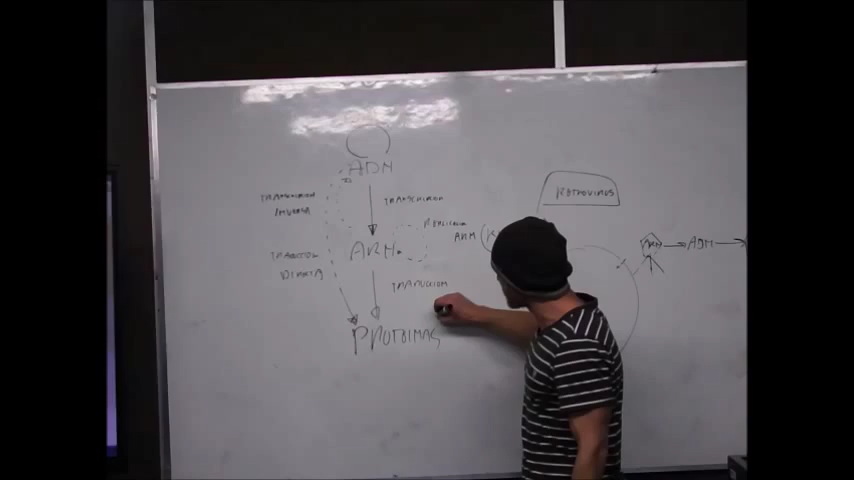 ADN
TRANSCRIPCION
TRANSCRIPCION
INVERSA
RETROVIRUS
REPLICACION
ARN
ARN
ARN → ADN →
TRADUCCION
DIRECTA
TRADUCCION
PROTEINAS